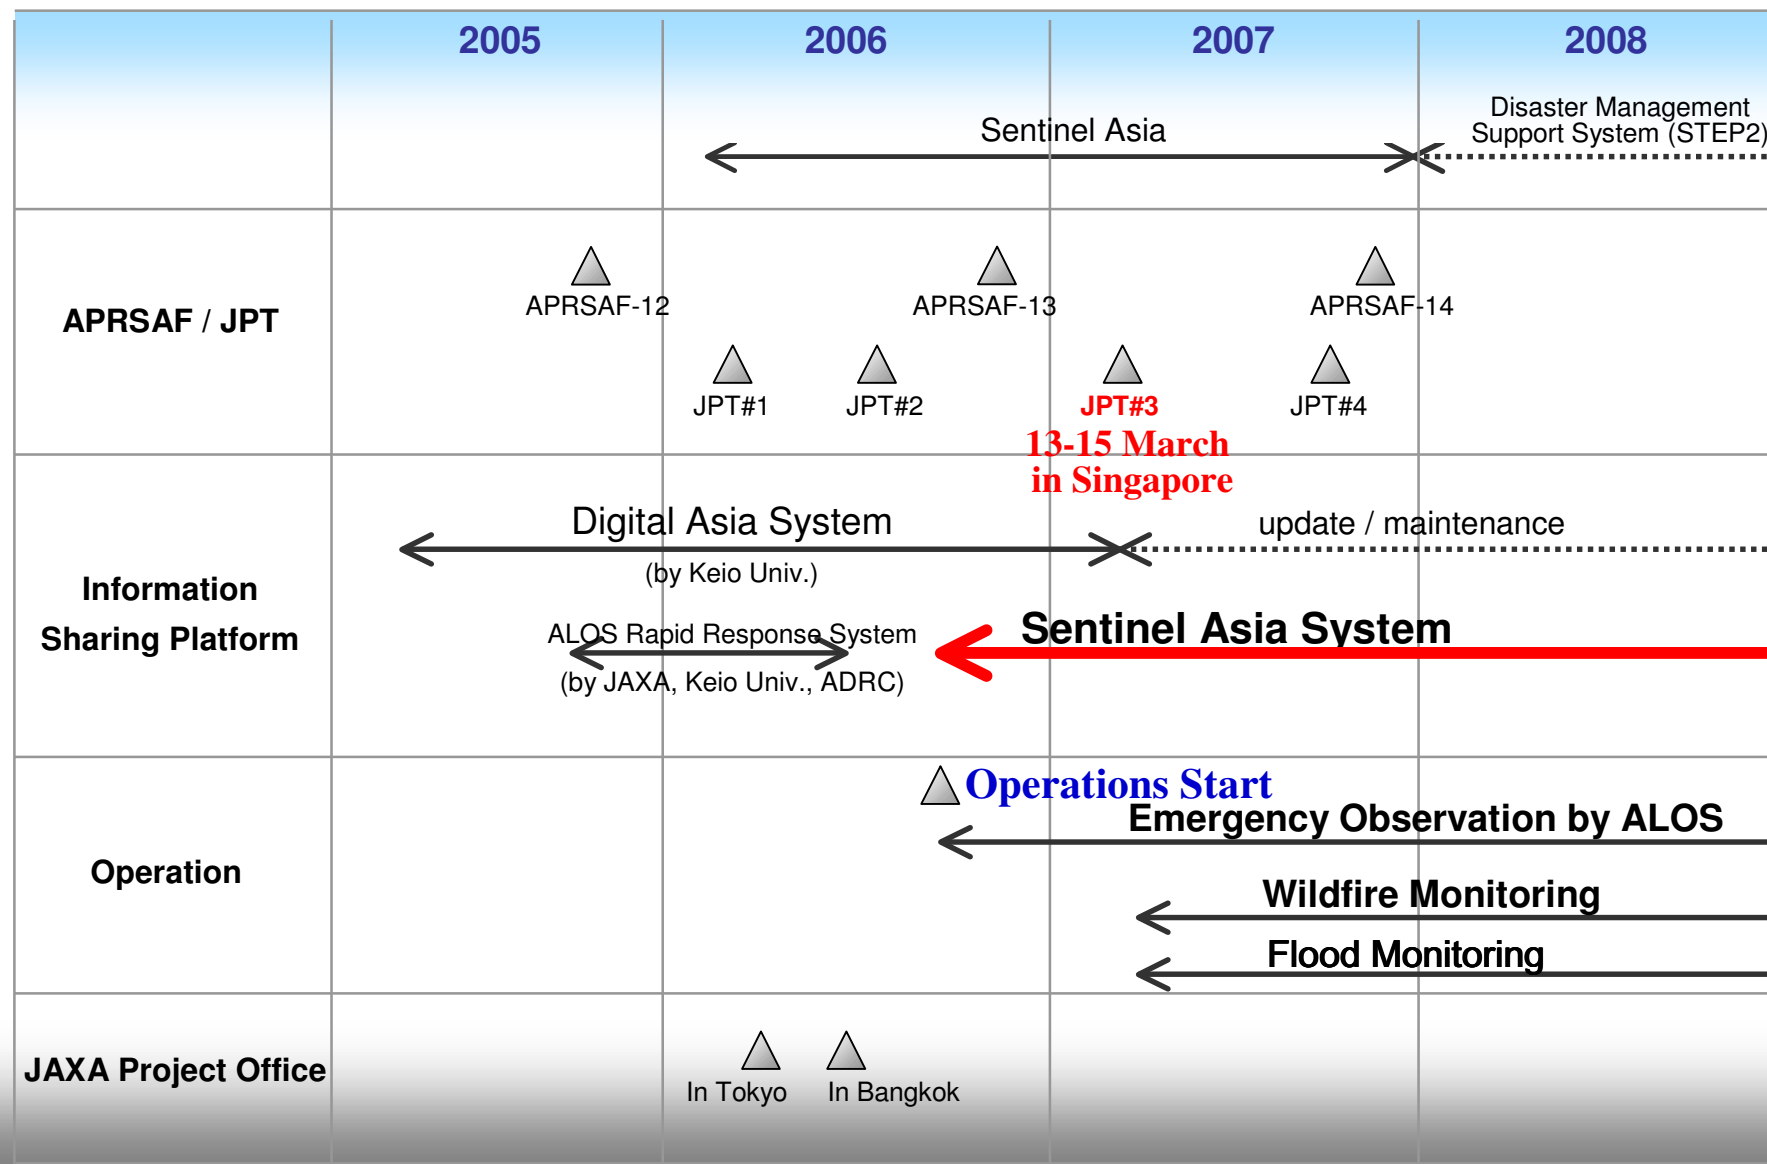 2005
2006
2007
2008
Sentinel Asia
Disaster Management
Support System (STEP2)
APRSAF / JPT
APRSAF-12
APRSAF-13
APRSAF-14
JPT#1
JPT#2
JPT#3
JPT#4
13-15 March
in Singapore
Information
Sharing Platform
Digital Asia System
(by Keio Univ.)
update / maintenance
ALOS Rapid Response System
(by JAXA, Keio Univ., ADRC)
Sentinel Asia System
Operation
Operations Start
Emergency Observation by ALOS
Wildfire Monitoring
Flood Monitoring
JAXA Project Office
In Tokyo
In Bangkok